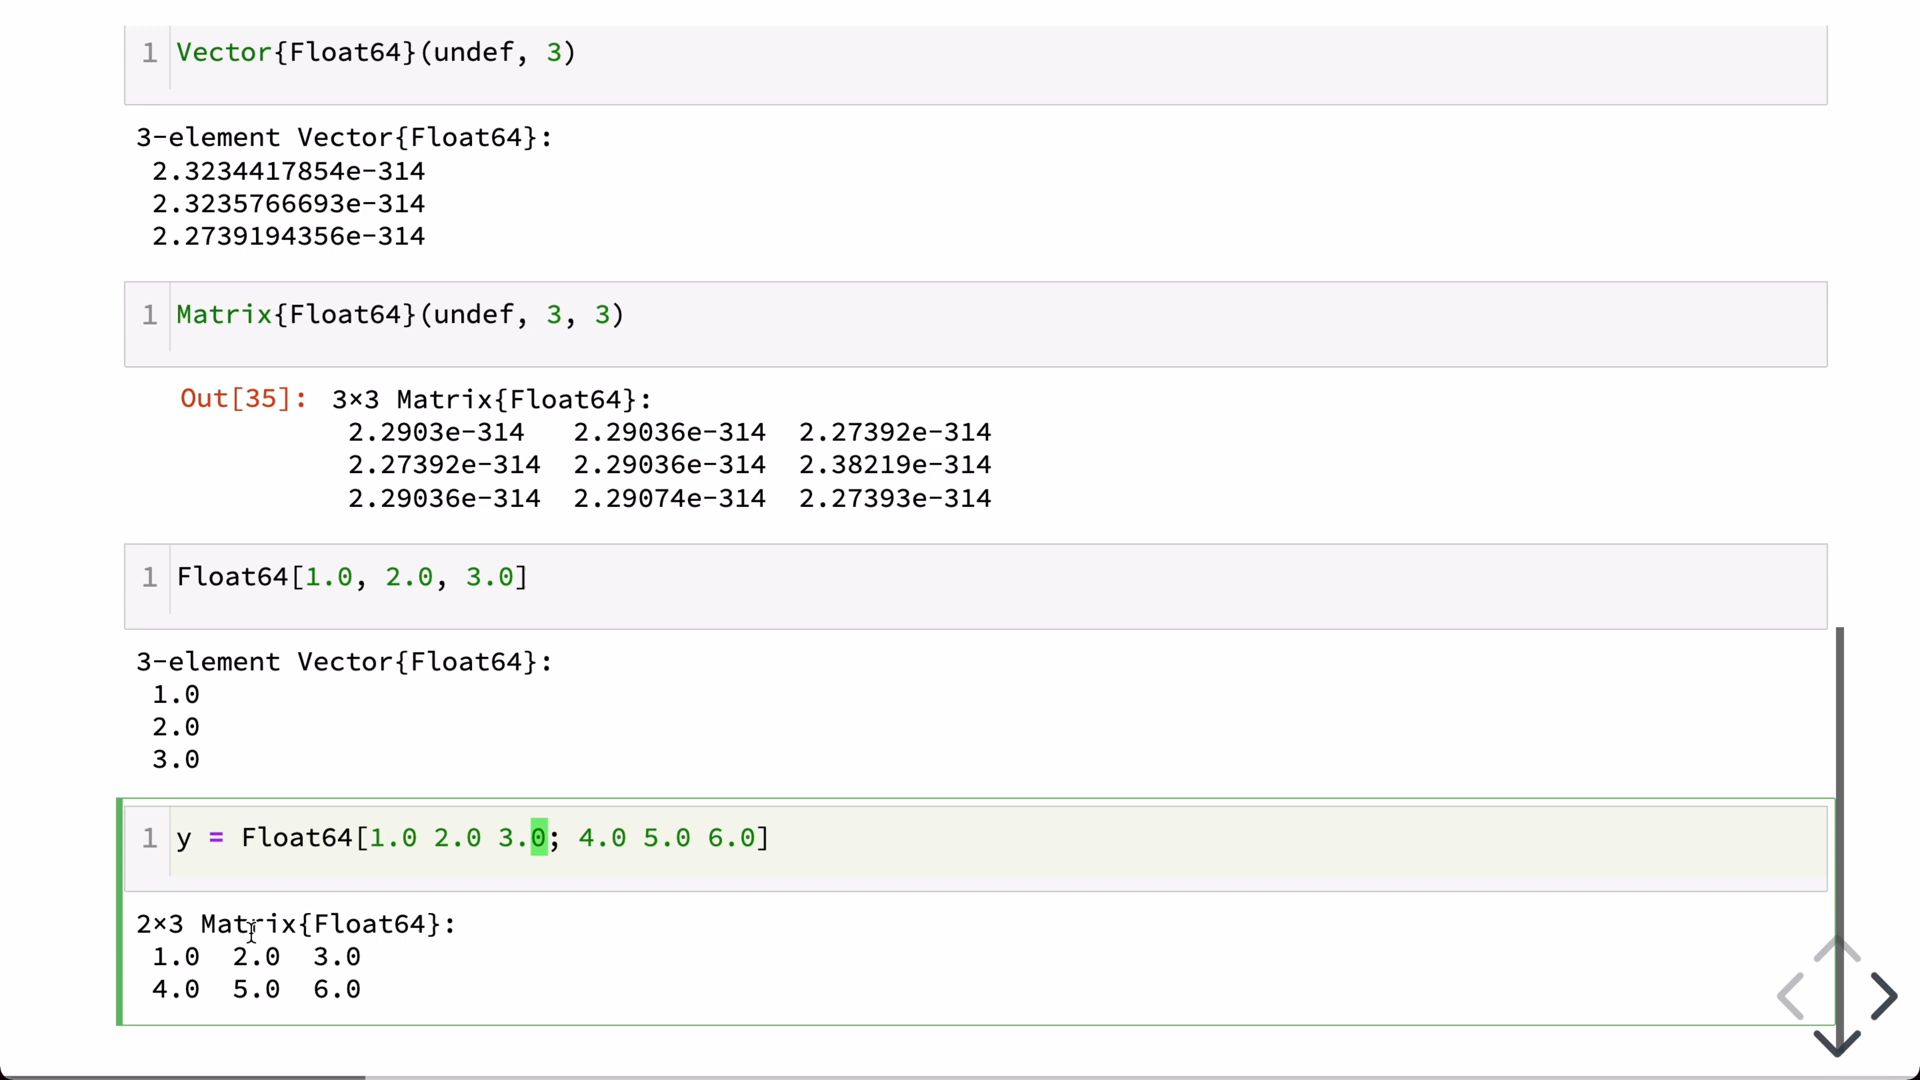 1 Vector{Float64}(undef, 3)
3-element Vector{Float64}:
2.3234417854e-314
2.3235766693e-314
2.2739194356e-314
1 Matrix{Float64}(undef, 3, 3)
Out[35]: 3×3 Matrix{Float64}:
2.2903e-314 2.29036e-314 2.27392e-314
2.27392e-314 2.29036e-314 2.38219e-314
2.29036e-314 2.29074e-314 2.27393e-314
1 Float64[1.0, 2.0, 3.0]
3-element Vector{Float64}:
1.0
2.0
3.0
1 y = Float64[1.0 2.0 3.0; 4.0 5.0 6.0]
2×3 Matrix{Float64}:
1.0 2.0 3.0
4.0 5.0 6.0